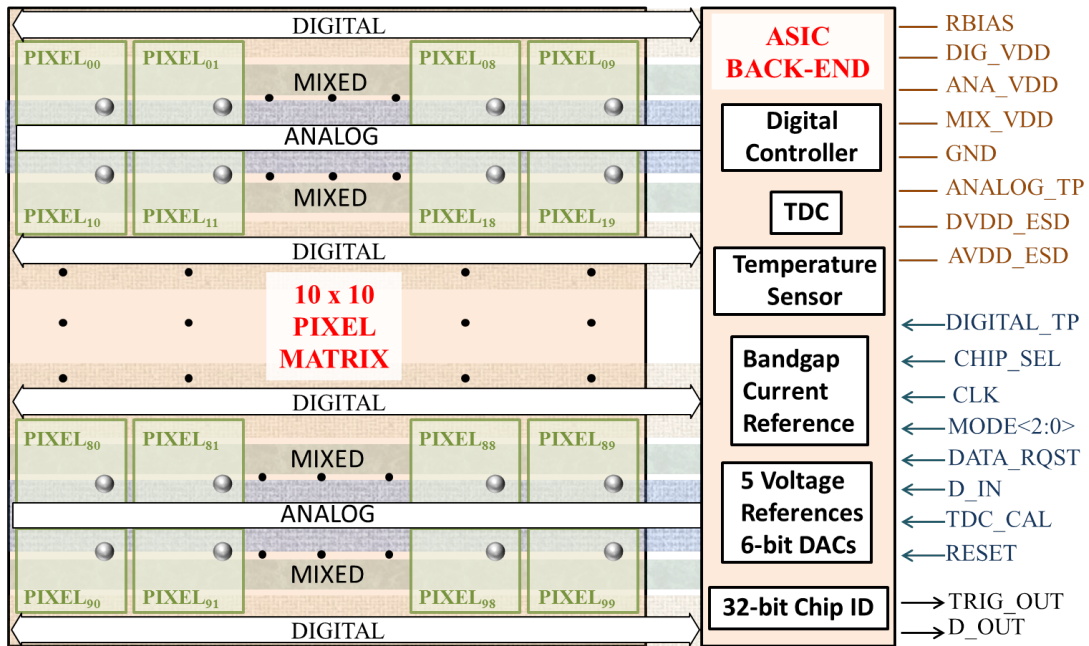 DIGITAL
PIXEL00 PIXEL01 PIXEL08 PIXEL09
MIXED
ANALOG
MIXED
PIXEL10 PIXEL11 PIXEL18 PIXEL19
DIGITAL
10 x 10
PIXEL
MATRIX
DIGITAL
PIXEL80 PIXEL81 PIXEL88 PIXEL89
MIXED
ANALOG
MIXED
PIXEL90 PIXEL91 PIXEL98 PIXEL99
DIGITAL
ASIC
BACK-END
Digital
Controller
TDC
Temperature
Sensor
Bandgap
Current
Reference
5 Voltage
References
6-bit DACs
32-bit Chip ID
RBIAS
DIG_VDD
ANA_VDD
MIX_VDD
GND
ANALOG_TP
DVDD_ESD
AVDD_ESD
DIGITAL_TP
CHIP_SEL
CLK
MODE<2:0>
DATA_RQST
D_IN
TDC_CAL
RESET
TRIG_OUT
D_OUT